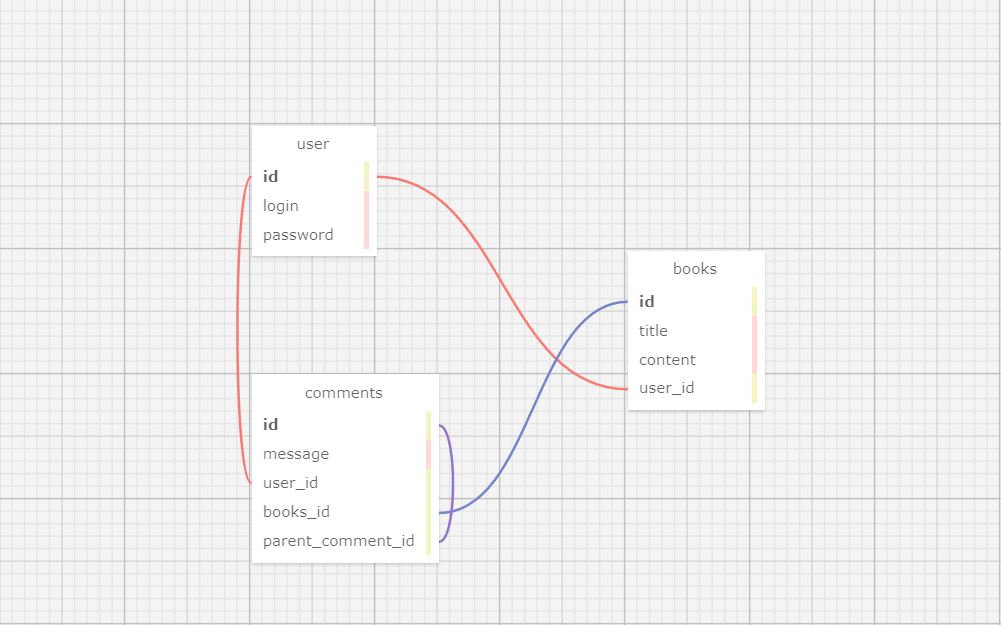 user
id
login
password
books
id
title
content
user_id
comments
id
message
user_id
books_id
parent_comment_id